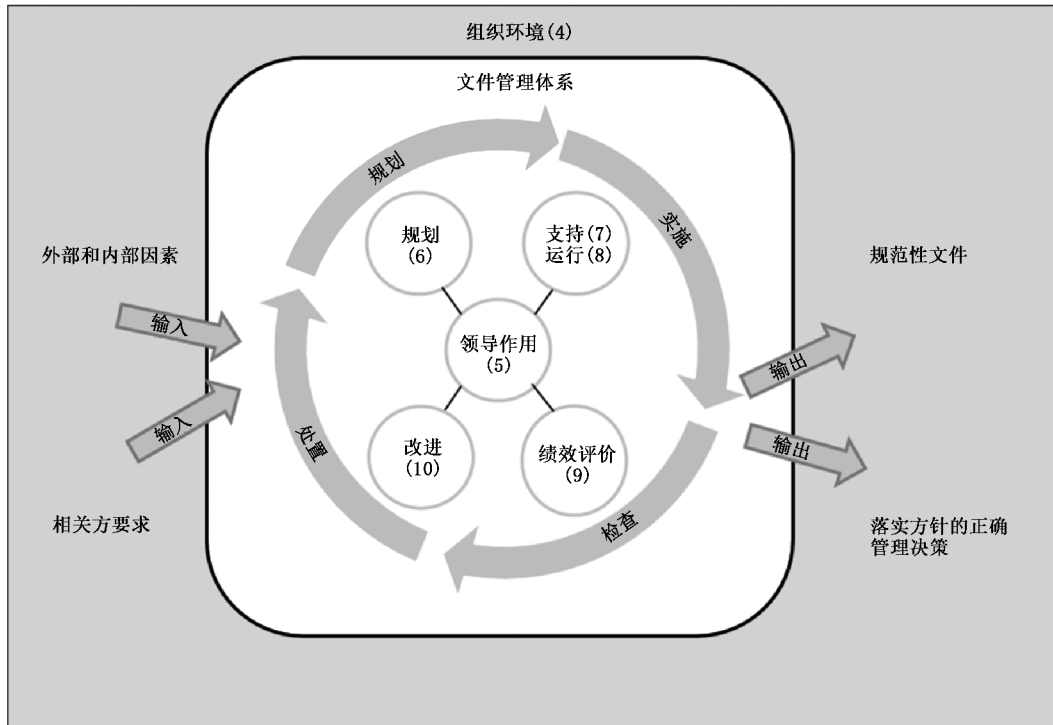 组织环境(4)
文件管理体系
规划
实施
规划
(6)
支持(7)
运行(8)
外部和内部因素
规范性文件
输入
领导作用
(5)
输出
输入
处置
改进
(10)
绩效评价
(9)
输出
检查
相关方要求
落实方针的正确
管理决策